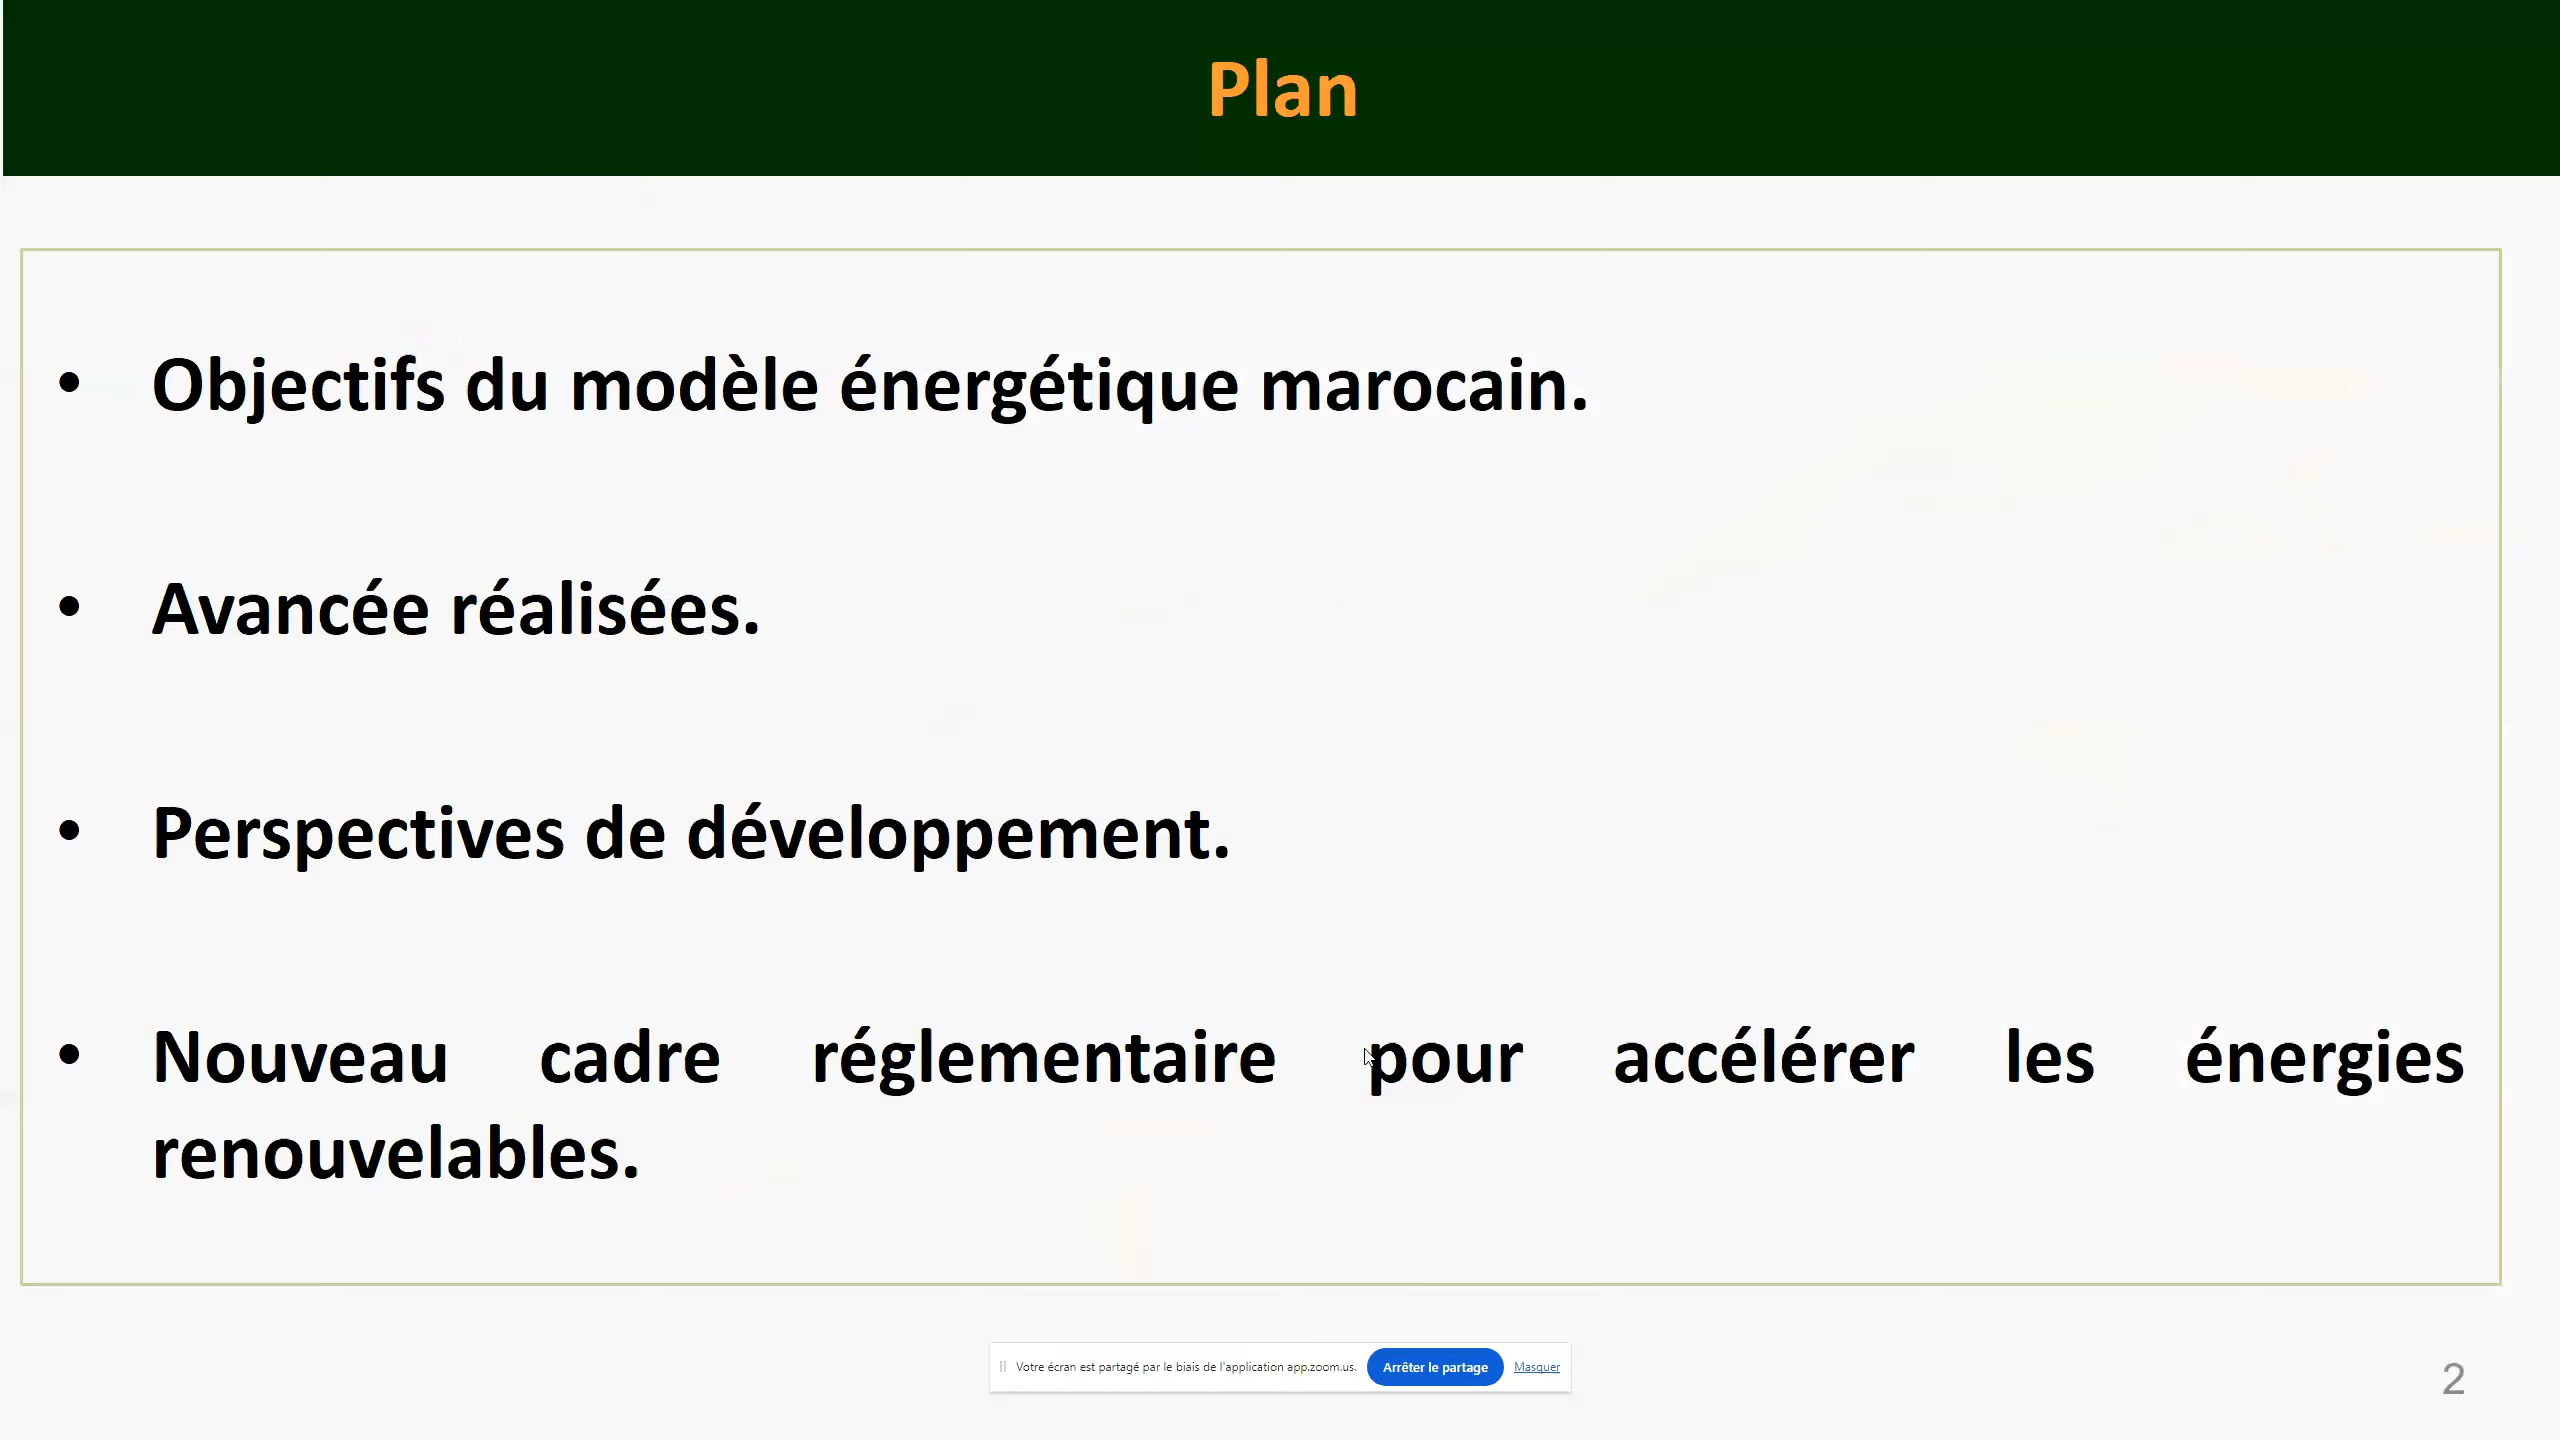 Plan
• Objectifs du modèle énergétique marocain.
• Avancée réalisées.
• Perspectives de développement.
• Nouveau cadre réglementaire pour accélérer les énergies
renouvelables.
Votre écran est partagé par le biais de l'application app.zoom.us. Arrêter le partage Masquer
2